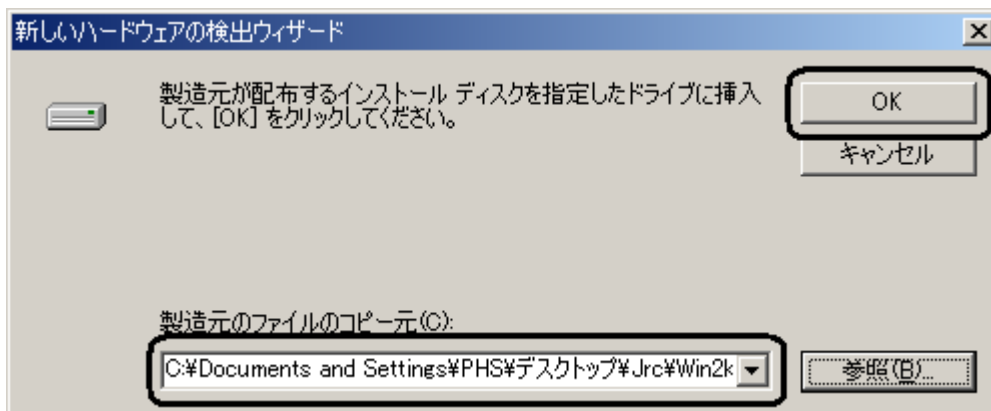 新しいハードウェアの検出ウィザード
製造元が配布するインストール ディスクを指定したドライブに挿入
して、[OK] をクリックしてください。
OK
キャンセル
製造元のファイルのコピー元(C):
C:¥Documents and Settings¥PHS¥デスクトップ¥Jrc¥Win2k
参照(B)...